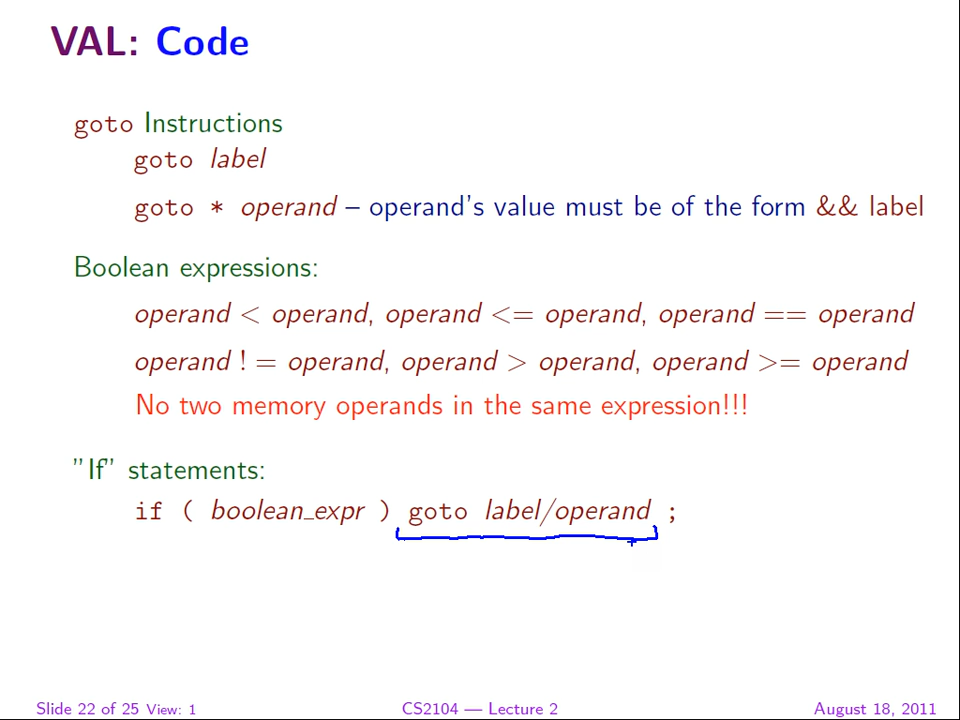 VAL: Code
goto Instructions
goto label
goto * operand – operand's value must be of the form && label
Boolean expressions:
operand < operand, operand <= operand, operand == operand
operand ! = operand, operand > operand, operand >= operand
No two memory operands in the same expression!!!
"If" statements:
if ( boolean_expr ) goto label/operand ;
Slide 22 of 25 View: 1 CS2104 — Lecture 2 August 18, 2011